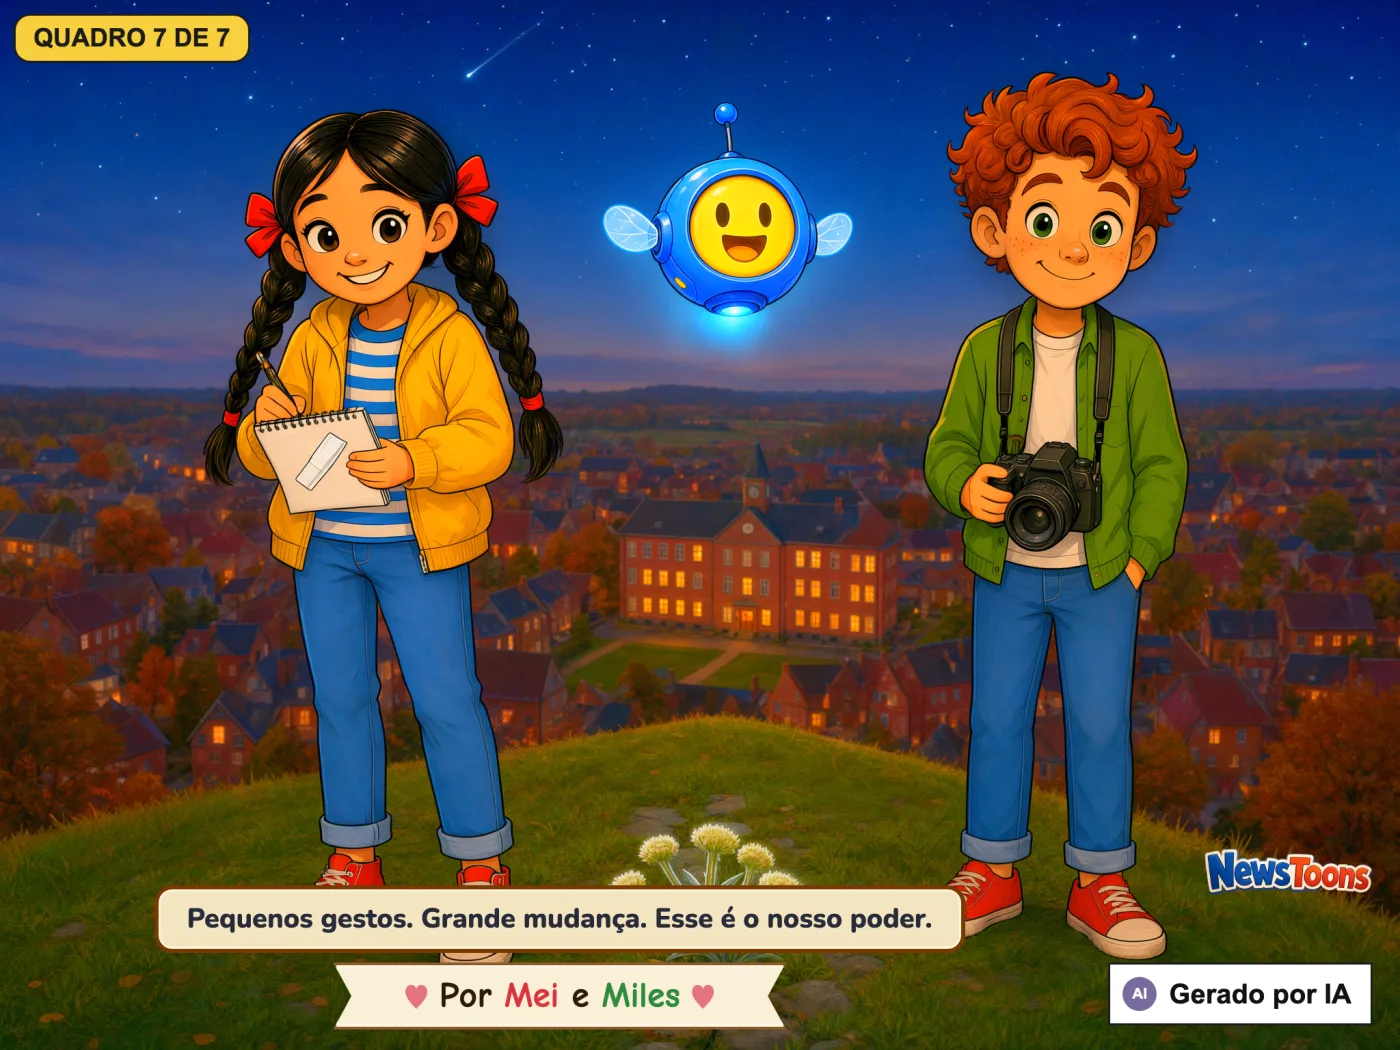 QUADRO 7 DE 7
NewsToons
Pequenos gestos. Grande mudança. Esse é o nosso poder.
Por Mei e Miles
AI Gerado por IA